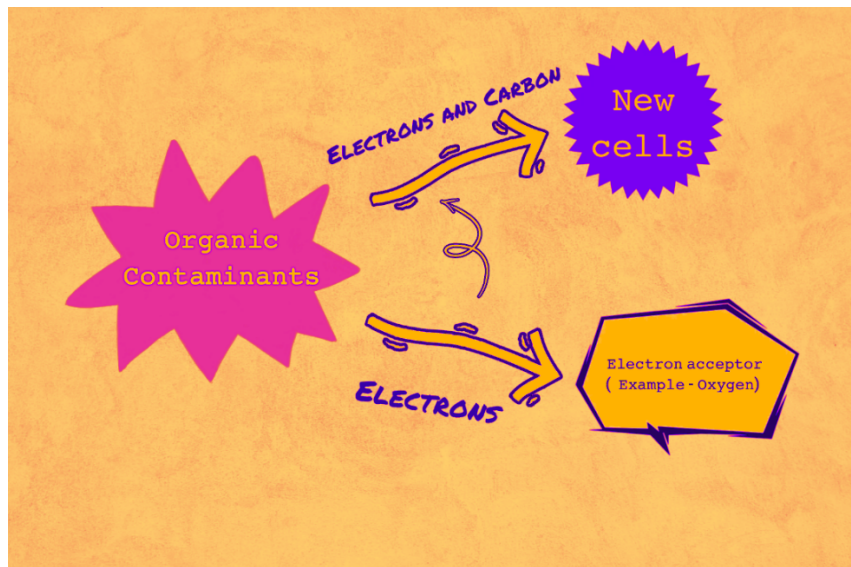 Electrons and Carbon
New
cells
Organic
Contaminants
Electron acceptor
( Example - Oxygen)
Electrons